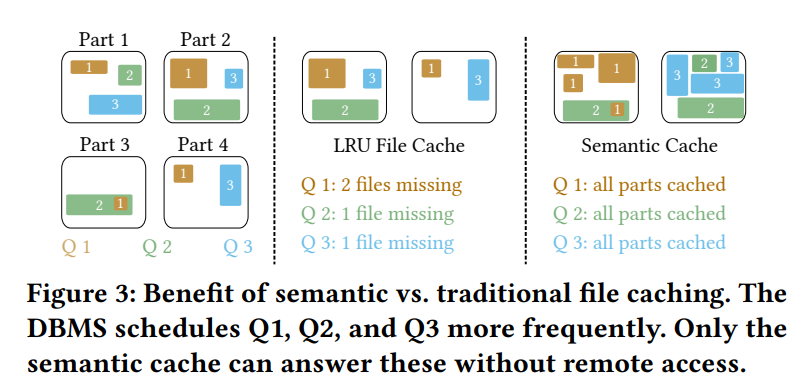 Part 1
Part 2
1
2
3
1
3
2
Part 3
Part 4
2 1
1
3
Q 1
Q 2
Q 3
1
3
2
1
3
LRU File Cache
Q 1: 2 files missing
Q 2: 1 file missing
Q 3: 1 file missing
1
1
1
2 1
3
2
3
3
2
Semantic Cache
Q 1: all parts cached
Q 2: all parts cached
Q 3: all parts cached
Figure 3: Benefit of semantic vs. traditional file caching. The
DBMS schedules Q1, Q2, and Q3 more frequently. Only the
semantic cache can answer these without remote access.